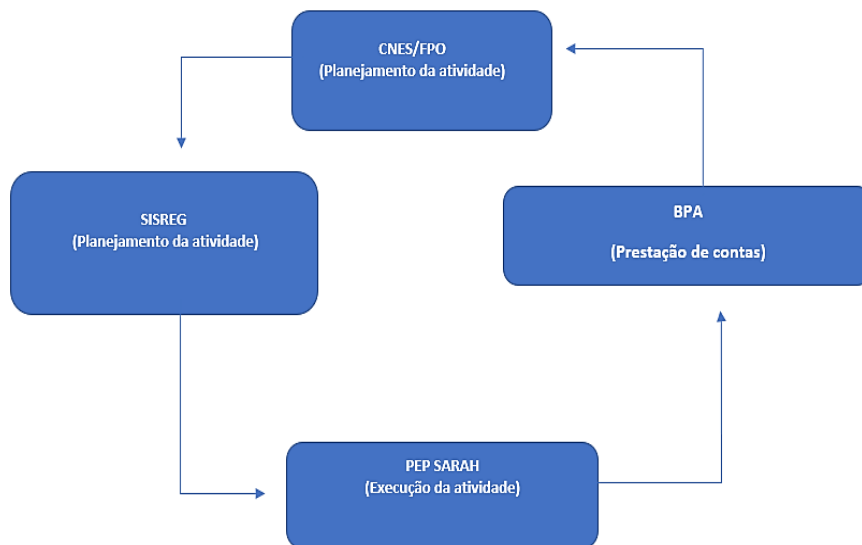 CNES/FPO
(Planejamento da atividade)
SISREG
(Planejamento da atividade)
BPA
(Prestação de contas)
PEP SARAH
(Execução da atividade)